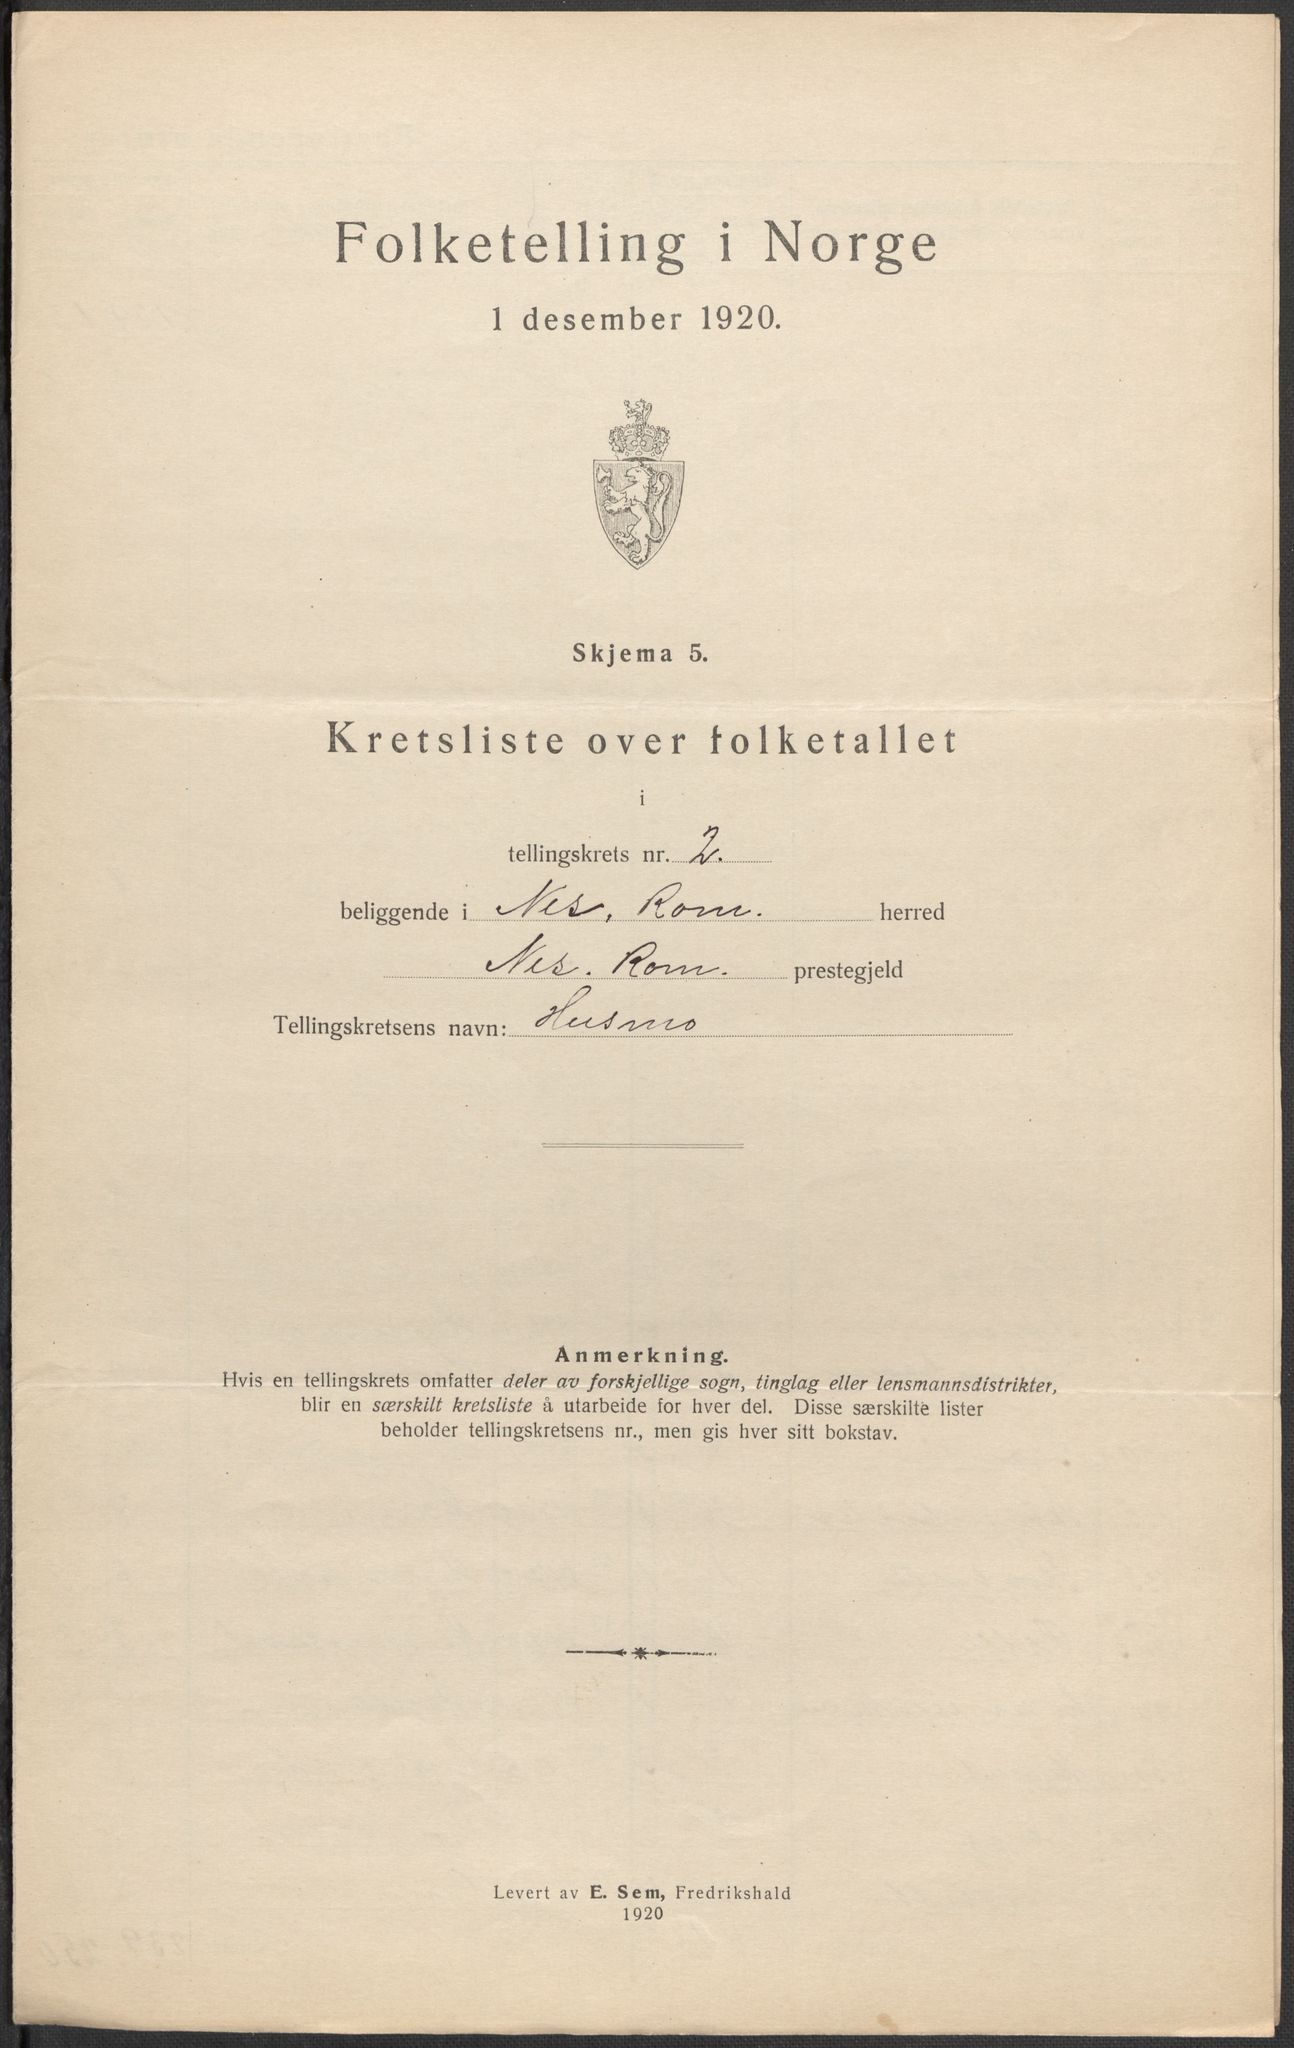 Folketelling i Norge
1 desember 1920.
Skjema 5.
Kretsliste over folketallet
i
tellingskrets nr. 2.
beliggende i Nes, Rom. herred
Nes. Rom. prestegjeld
Tellingskretsens navn: Husmo
Anmerkning.
Hvis en tellingskrets omfatter deler av forskjellige sogn, tinglag eller lensmannsdistrikter,
blir en særskilt kretsliste å utarbeide for hver del. Disse særskilte lister
beholder tellingskretsens nr., men gis hver sitt bokstav.
Levert av E. Sem, Fredrikshald
1920